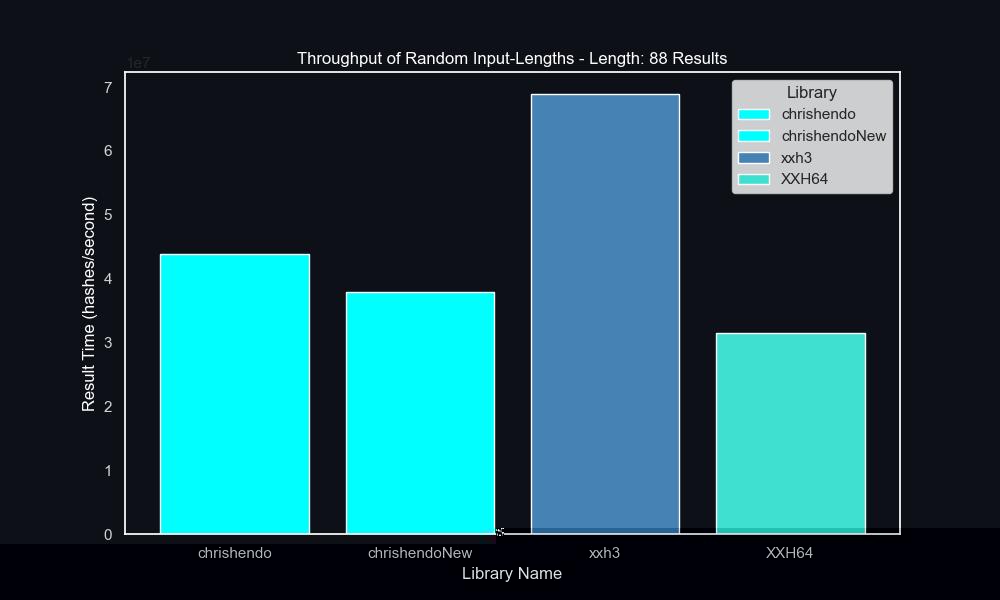 Throughput of Random Input-Lengths - Length: 88 Results
1e7
7
6
5
4
3
2
1
0
Result Time (hashes/second)
Library
chrishendo
chrishendoNew
xxh3
XXH64
chrishendo chrishendoNew xxh3 XXH64
Library Name